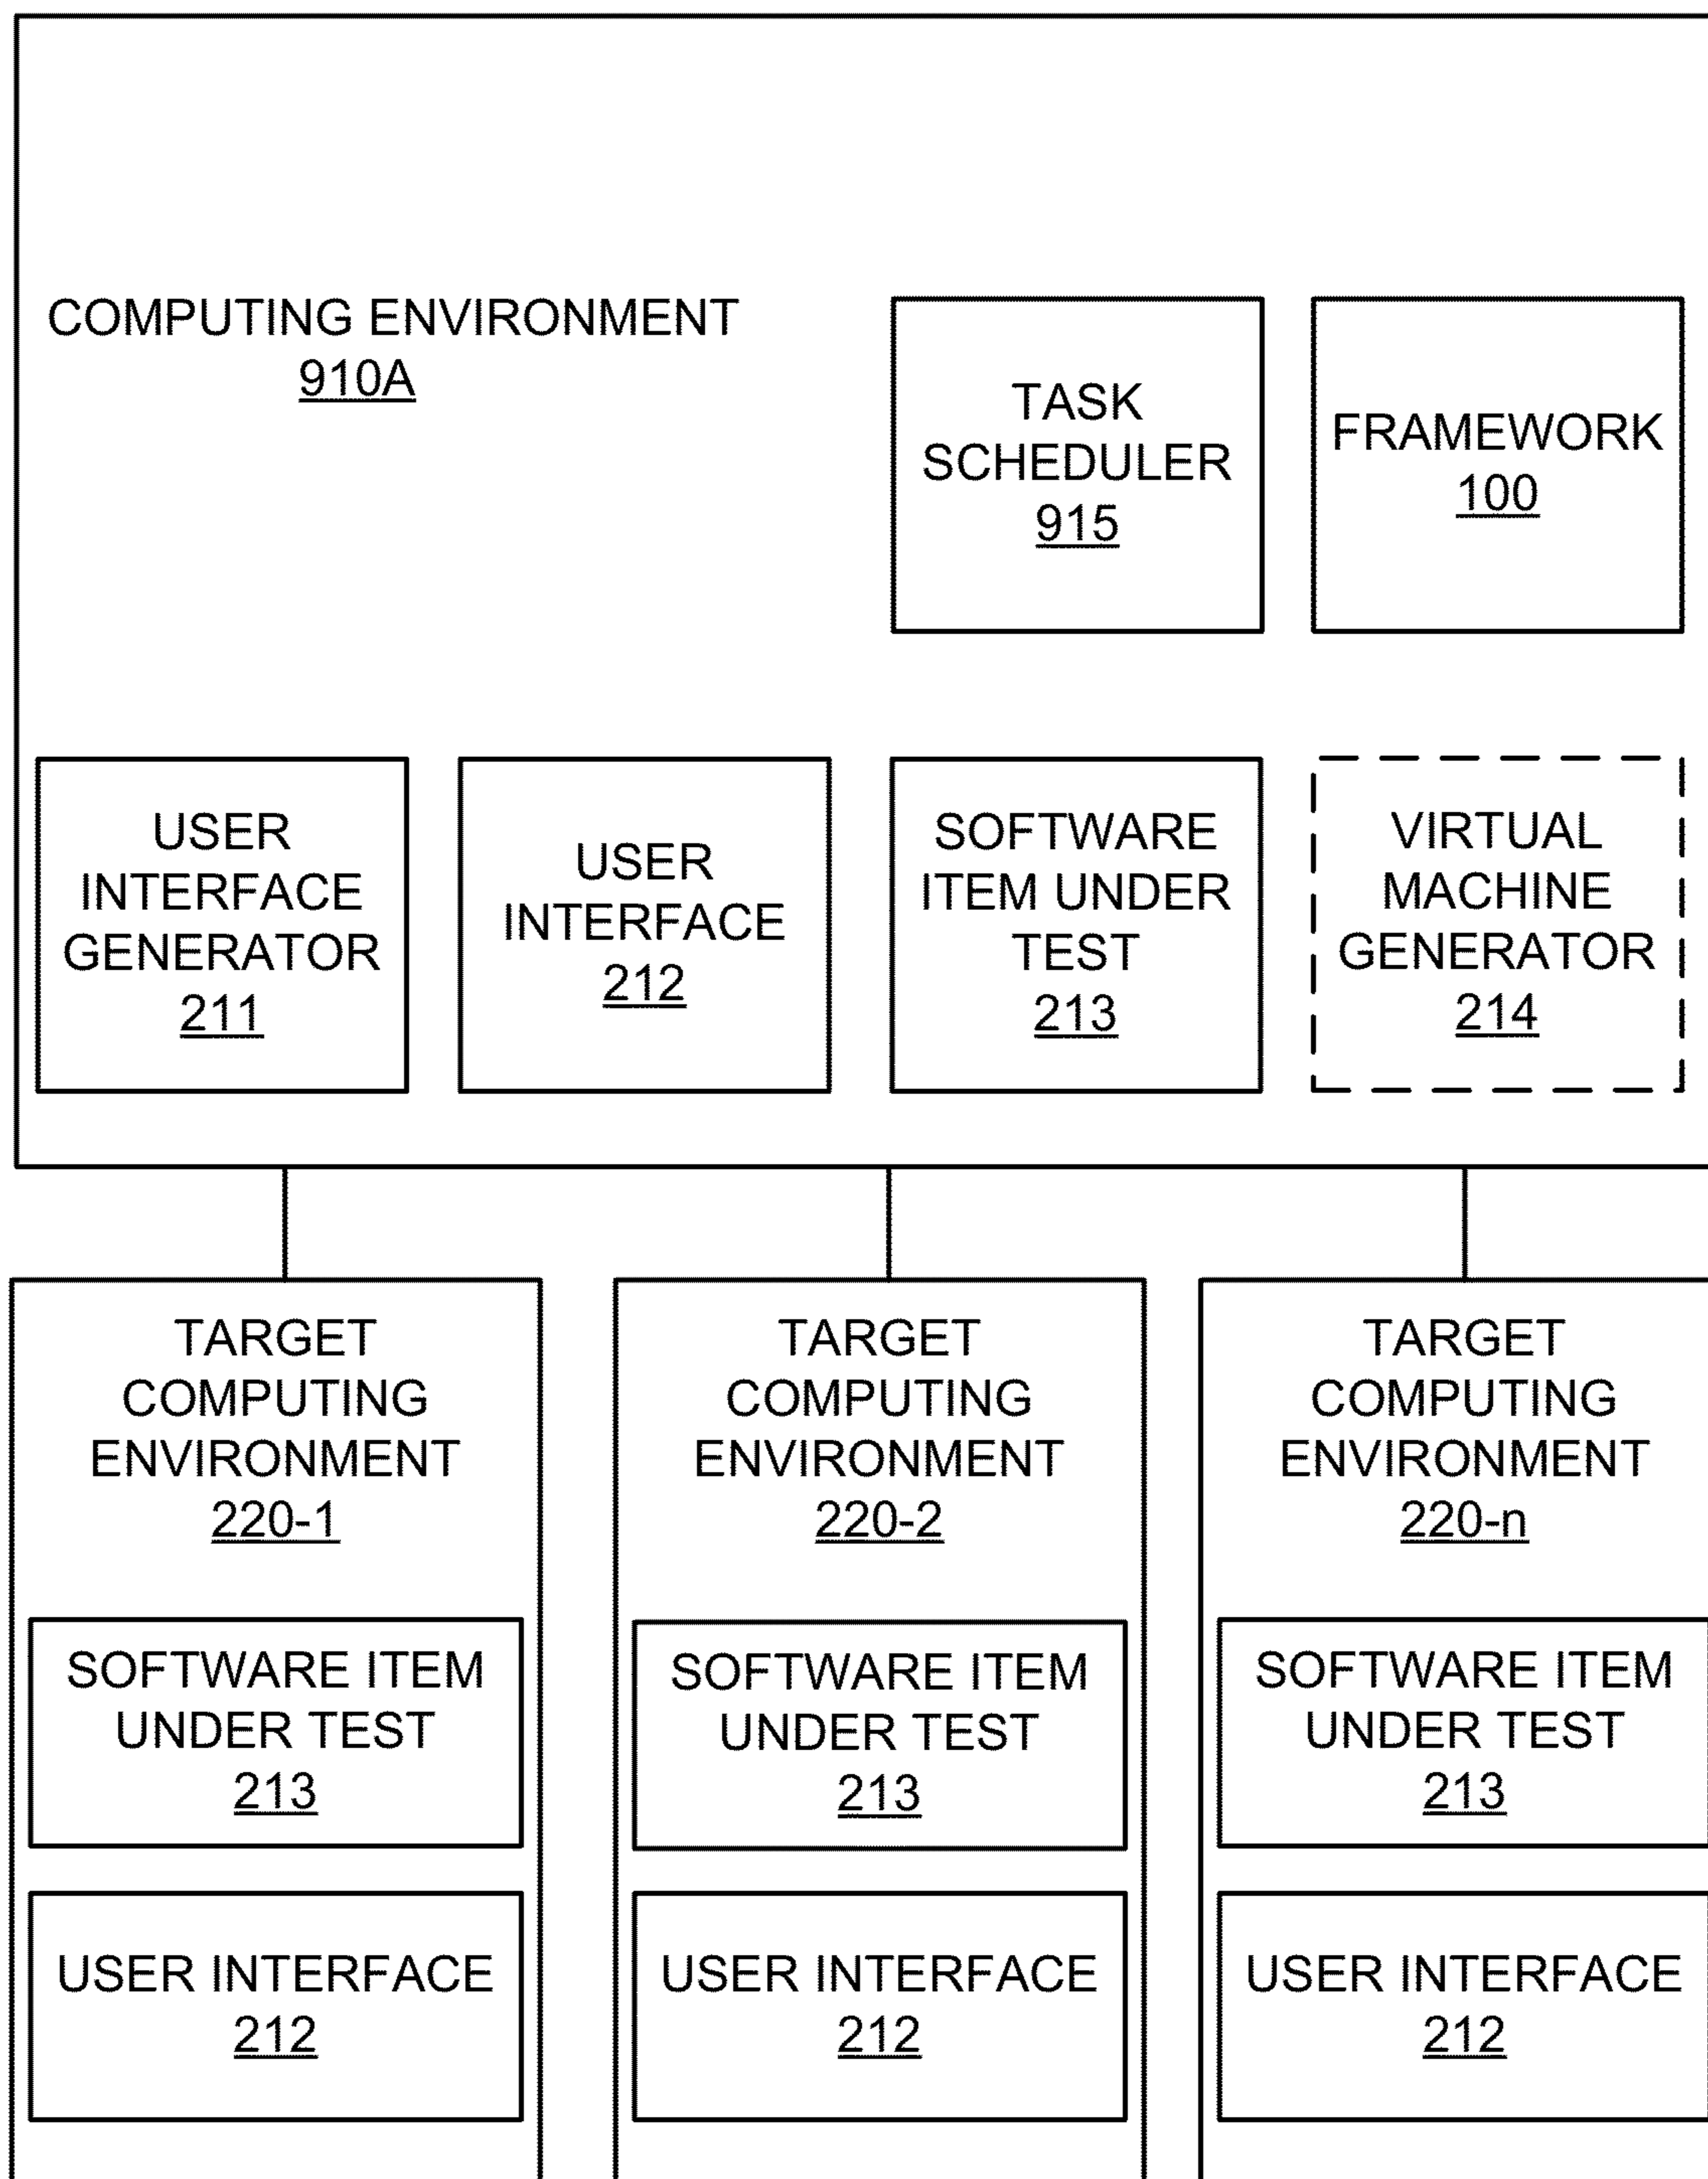 COMPUTING ENVIRONMENT
910A
TASK
SCHEDULER
915
FRAMEWORK
100
USER
INTERFACE
GENERATOR
211
USER
INTERFACE
212
SOFTWARE
ITEM UNDER
TEST
213
VIRTUAL
MACHINE
GENERATOR
214
TARGET
COMPUTING
ENVIRONMENT
220-1
SOFTWARE ITEM
UNDER TEST
213
USER INTERFACE
212
TARGET
COMPUTING
ENVIRONMENT
220-2
SOFTWARE ITEM
UNDER TEST
213
USER INTERFACE
212
TARGET
COMPUTING
ENVIRONMENT
220-n
SOFTWARE ITEM
UNDER TEST
213
USER INTERFACE
212